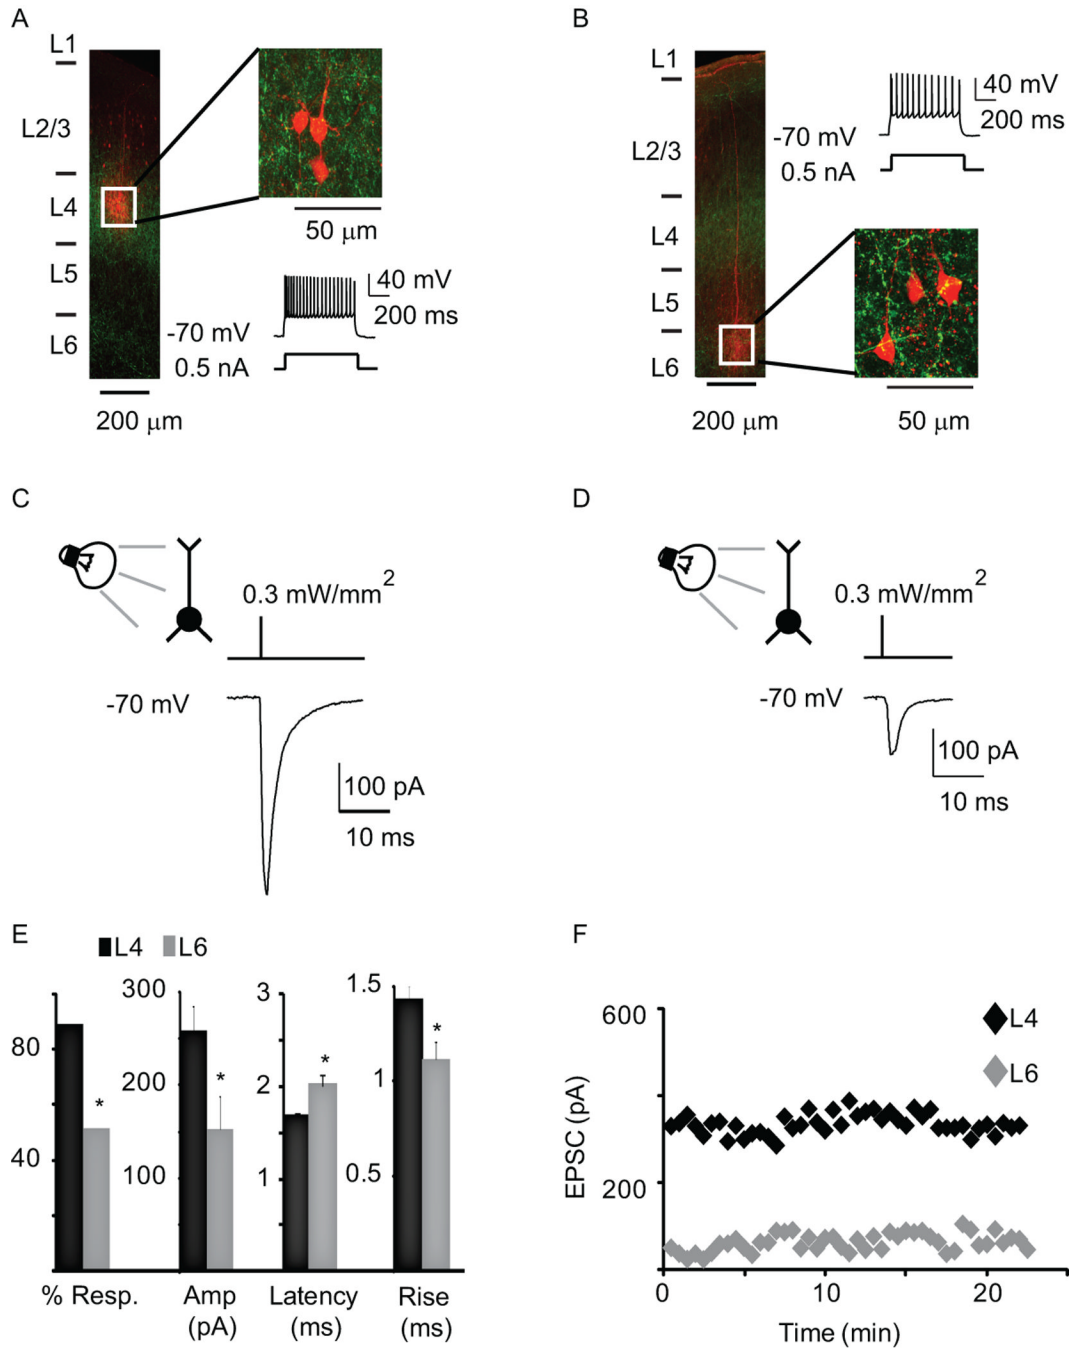 A
L1
L2/3
L4
L5
L6
200 μm
50 μm
40 mV
200 ms
-70 mV
0.5 nA
B
L1
L2/3
L4
L5
L6
200 μm
40 mV
200 ms
-70 mV
0.5 nA
50 μm
C
0.3 mW/mm²
-70 mV
100 pA
10 ms
D
0.3 mW/mm²
-70 mV
100 pA
10 ms
E
L4 L6
80
40
*
% Resp.
300
200
100
*
Amp
(pA)
3
2
1
*
Latency
(ms)
1.5
1
0.5
*
Rise
(ms)
F
600
200
EPSC (pA)
L4
L6
0 10 20
Time (min)